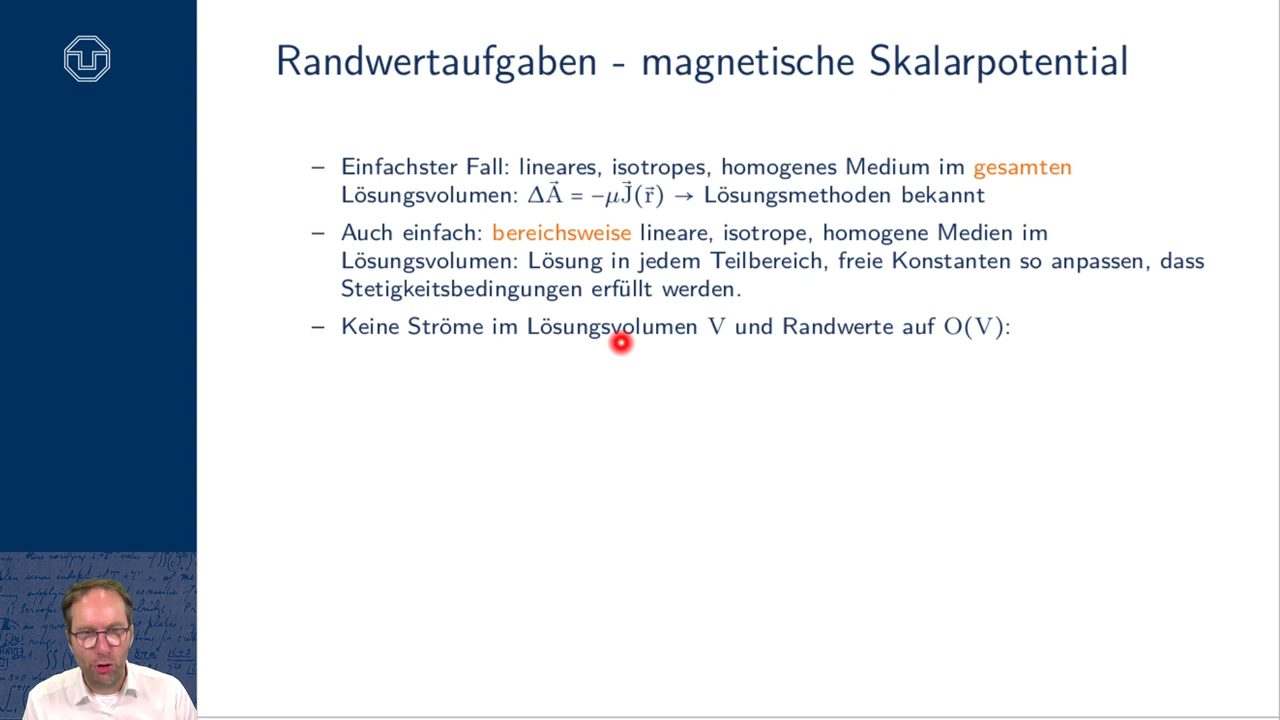 Randwertaufgaben - magnetische Skalarpotential
– Einfachster Fall: lineares, isotropes, homogenes Medium im gesamten
Lösungsvolumen: ΔA⃗ = −μJ⃗(r⃗) → Lösungsmethoden bekannt
– Auch einfach: bereichsweise lineare, isotrope, homogene Medien im
Lösungsvolumen: Lösung in jedem Teilbereich, freie Konstanten so anpassen, dass
Stetigkeitsbedingungen erfüllt werden.
– Keine Ströme im Lösungsvolumen V und Randwerte auf O(V):